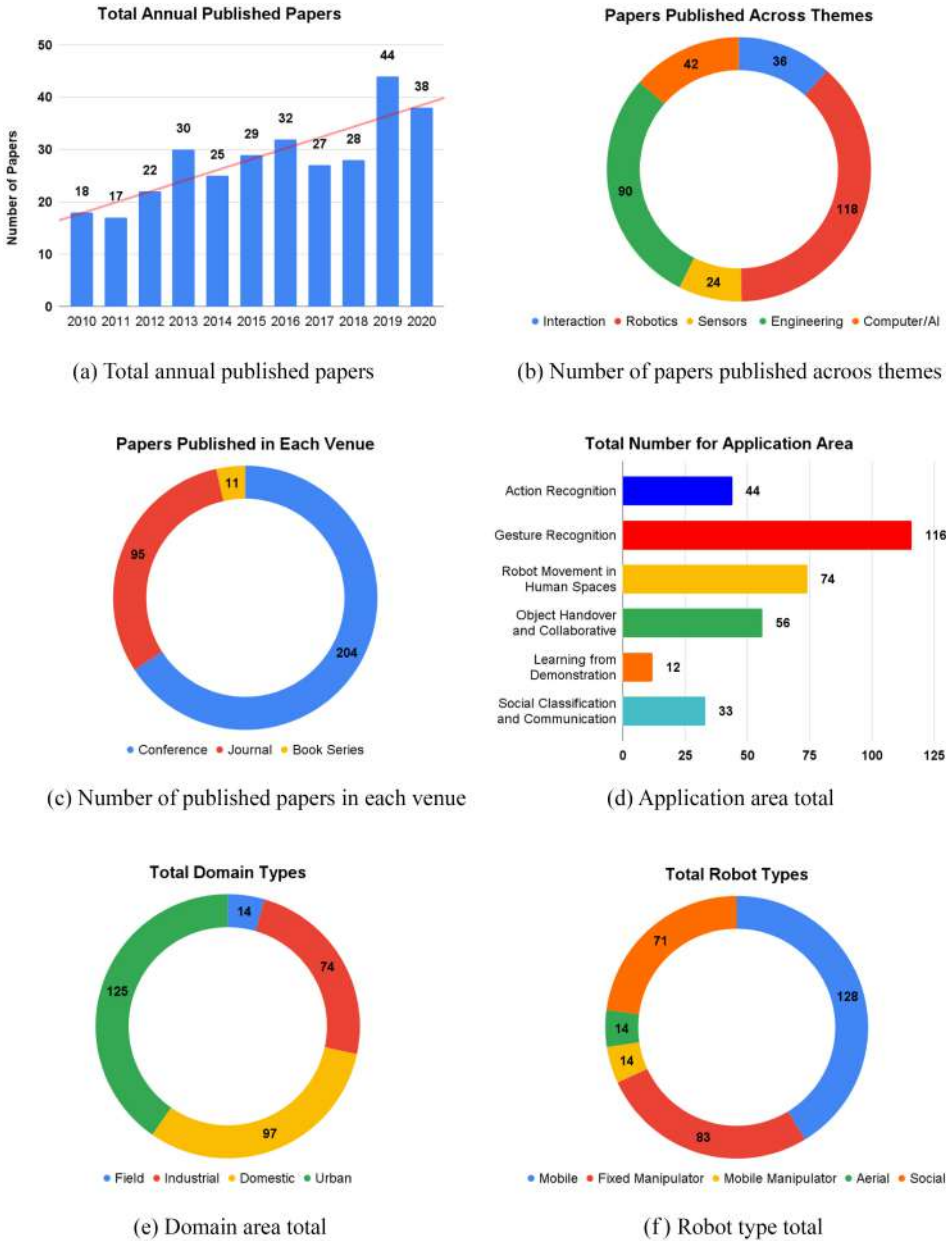 Total Annual Published Papers
Number of Papers
50
40
30
20
10
0
18
17
22
30
25
29
32
27
28
44
38
2010 2011 2012 2013 2014 2015 2016 2017 2018 2019 2020
(a) Total annual published papers
Papers Published Across Themes
42
36
90
118
24
Interaction Robotics Sensors Engineering Computer/AI
(b) Number of papers published acroos themes
Papers Published in Each Venue
11
95
204
Conference Journal Book Series
(c) Number of published papers in each venue
Total Number for Application Area
Action Recognition 44
Gesture Recognition 116
Robot Movement in
Human Spaces 74
Object Handover
and Collaborative 56
Learning from
Demonstration 12
Social Classification
and Communication 33
0 25 50 75 100 125
(d) Application area total
Total Domain Types
14
74
125
97
Field Industrial Domestic Urban
(e) Domain area total
Total Robot Types
71
128
14
14
83
Mobile Fixed Manipulator Mobile Manipulator Aerial Social
(f) Robot type total